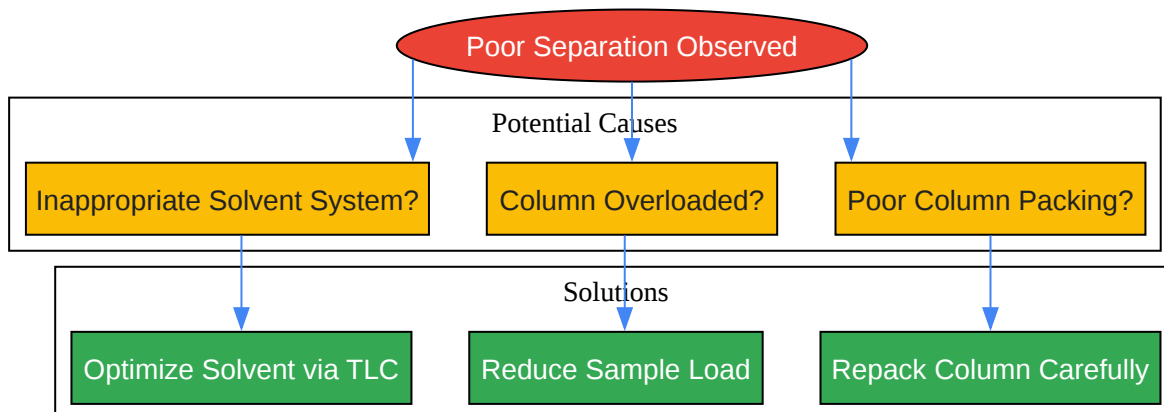 Poor Separation Observed
Potential Causes
Inappropriate Solvent System?
Column Overloaded?
Poor Column Packing?
Solutions
Optimize Solvent via TLC
Reduce Sample Load
Repack Column Carefully